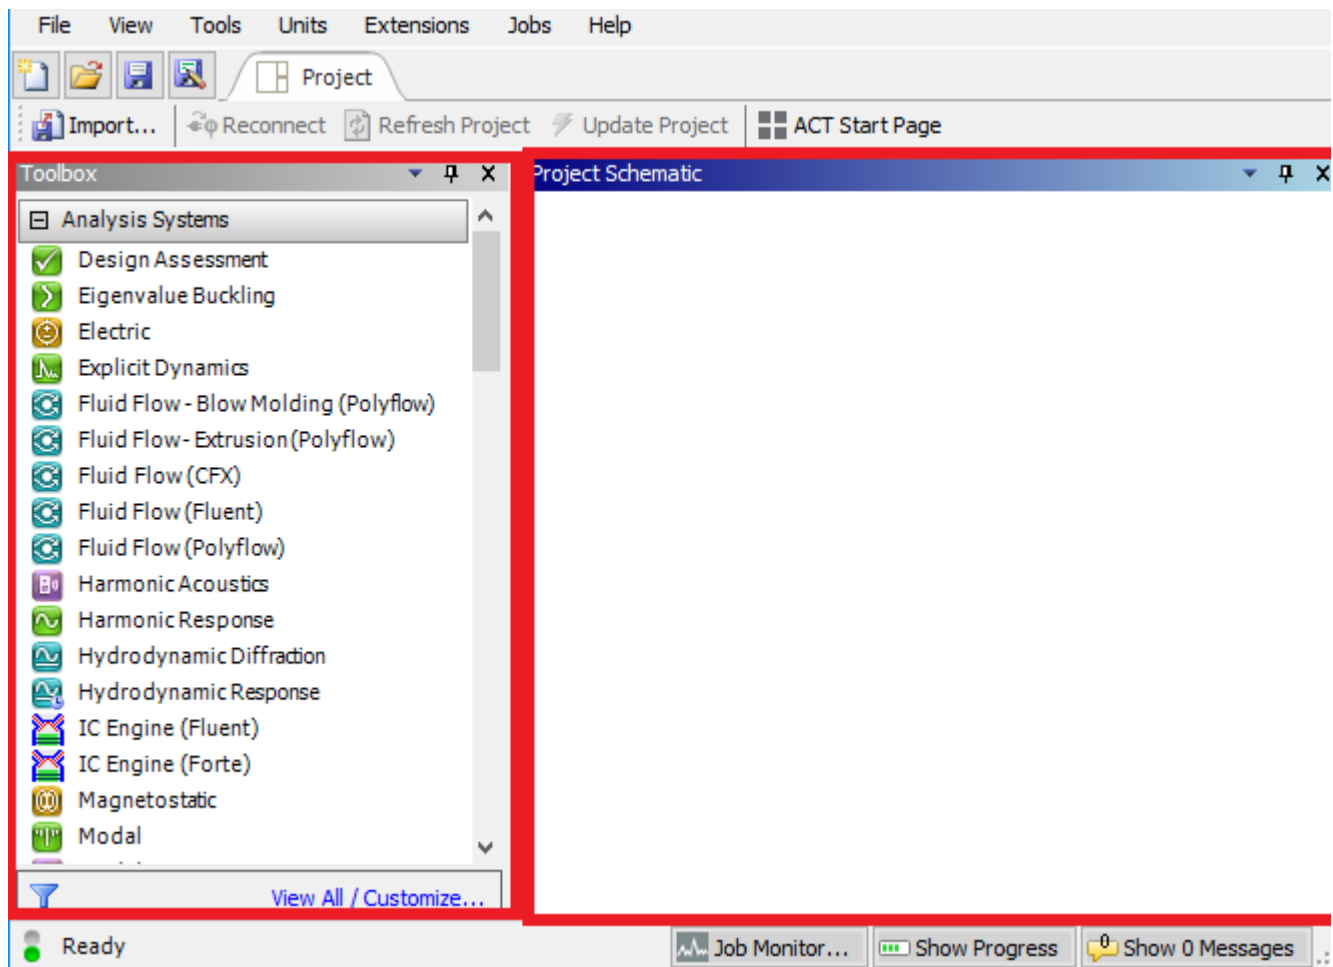 File View Tools Units Extensions Jobs Help
Project
Import... Reconnect Refresh Project Update Project ACT Start Page
Toolbox
Analysis Systems
Design Assessment
Eigenvalue Buckling
Electric
Explicit Dynamics
Fluid Flow - Blow Molding (Polyflow)
Fluid Flow - Extrusion (Polyflow)
Fluid Flow (CFX)
Fluid Flow (Fluent)
Fluid Flow (Polyflow)
Harmonic Acoustics
Harmonic Response
Hydrodynamic Diffraction
Hydrodynamic Response
IC Engine (Fluent)
IC Engine (Forte)
Magnetostatic
Modal
View All / Customize...
Project Schematic
Ready Job Monitor... Show Progress 0 Show 0 Messages